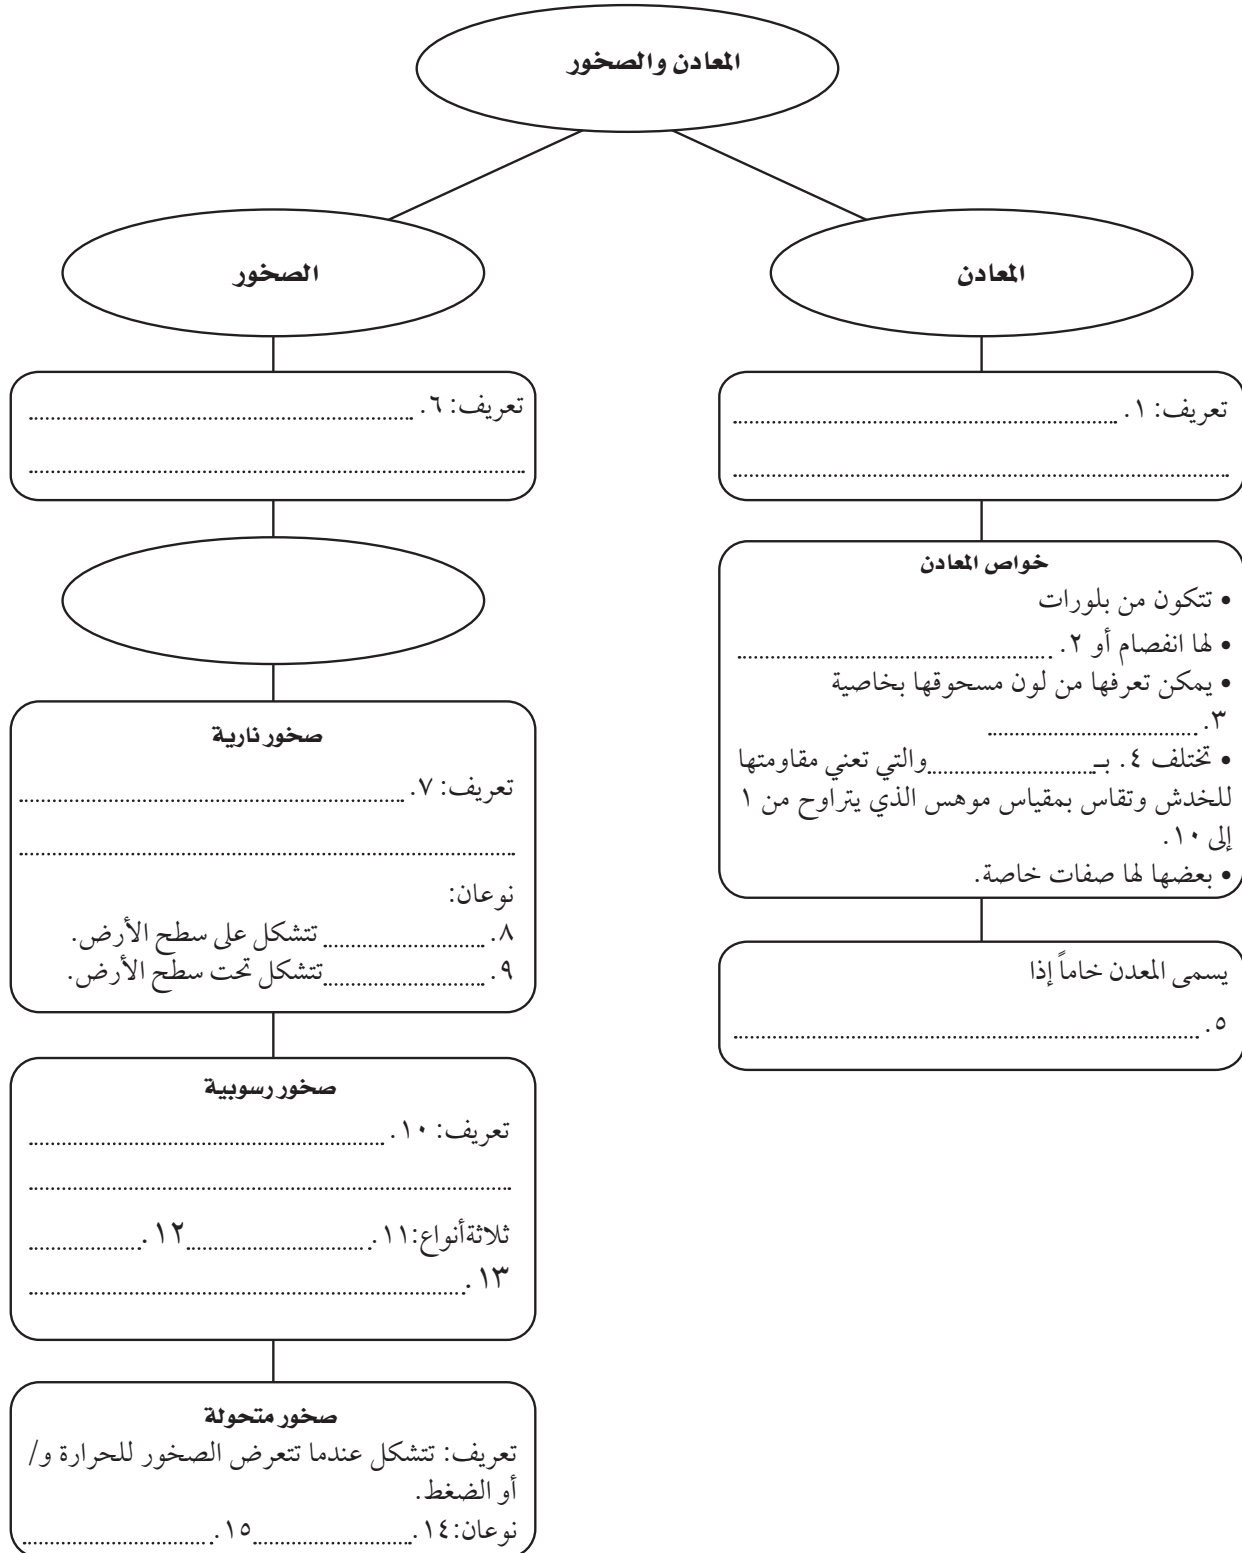 المعادن والصخور
المعادن
تعريف: ١.
خواص المعادن
• تتكون من بلورات
• لها انفصام أو ٢.
• يمكن تعرفها من لون مسحوقها بخاصية
٣.
• تختلف ٤. بـ والتي تعني مقاومتها
للخدش وتقاس بمقياس موهس الذي يتراوح من ١
إلى ١٠.
• بعضها لها صفات خاصة.
يسمى المعدن خاماً إذا
٥.
الصخور
تعريف: ٦.
صخور نارية
تعريف: ٧.
نوعان:
٨. تتشكل على سطح الأرض.
٩. تتشكل تحت سطح الأرض.
صخور رسوبية
تعريف: ١٠.
ثلاثةأنواع:١١. ١٢.
١٣.
صخور متحولة
تعريف: تتشكل عندما تتعرض الصخور للحرارة و/
أو الضغط.
نوعان:١٤. ١٥.